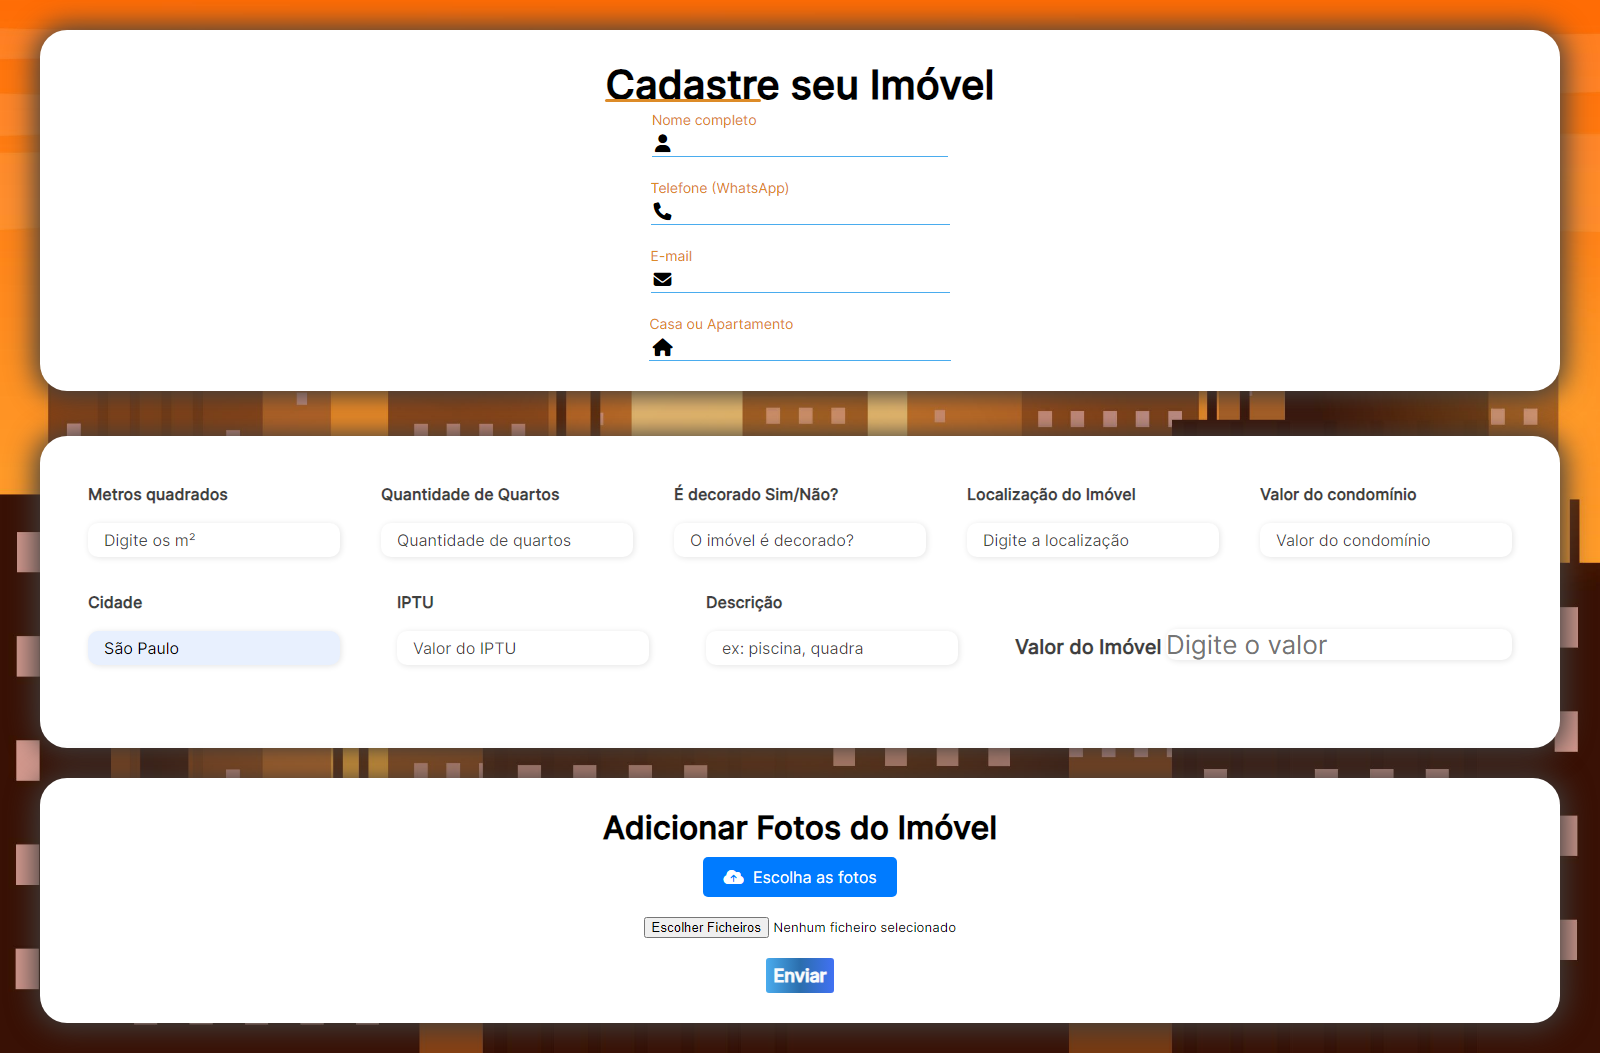 Cadastre seu Imóvel
Nome completo
Telefone (WhatsApp)
E-mail
Casa ou Apartamento
Metros quadrados
Quantidade de Quartos
É decorado Sim/Não?
Localização do Imóvel
Valor do condomínio
Digite os m²
Quantidade de quartos
O imóvel é decorado?
Digite a localização
Valor do condomínio
Cidade
IPTU
Descrição
São Paulo
Valor do IPTU
ex: piscina, quadra
Valor do Imóvel Digite o valor
Adicionar Fotos do Imóvel
Escolha as fotos
Escolher Ficheiros Nenhum ficheiro selecionado
Enviar